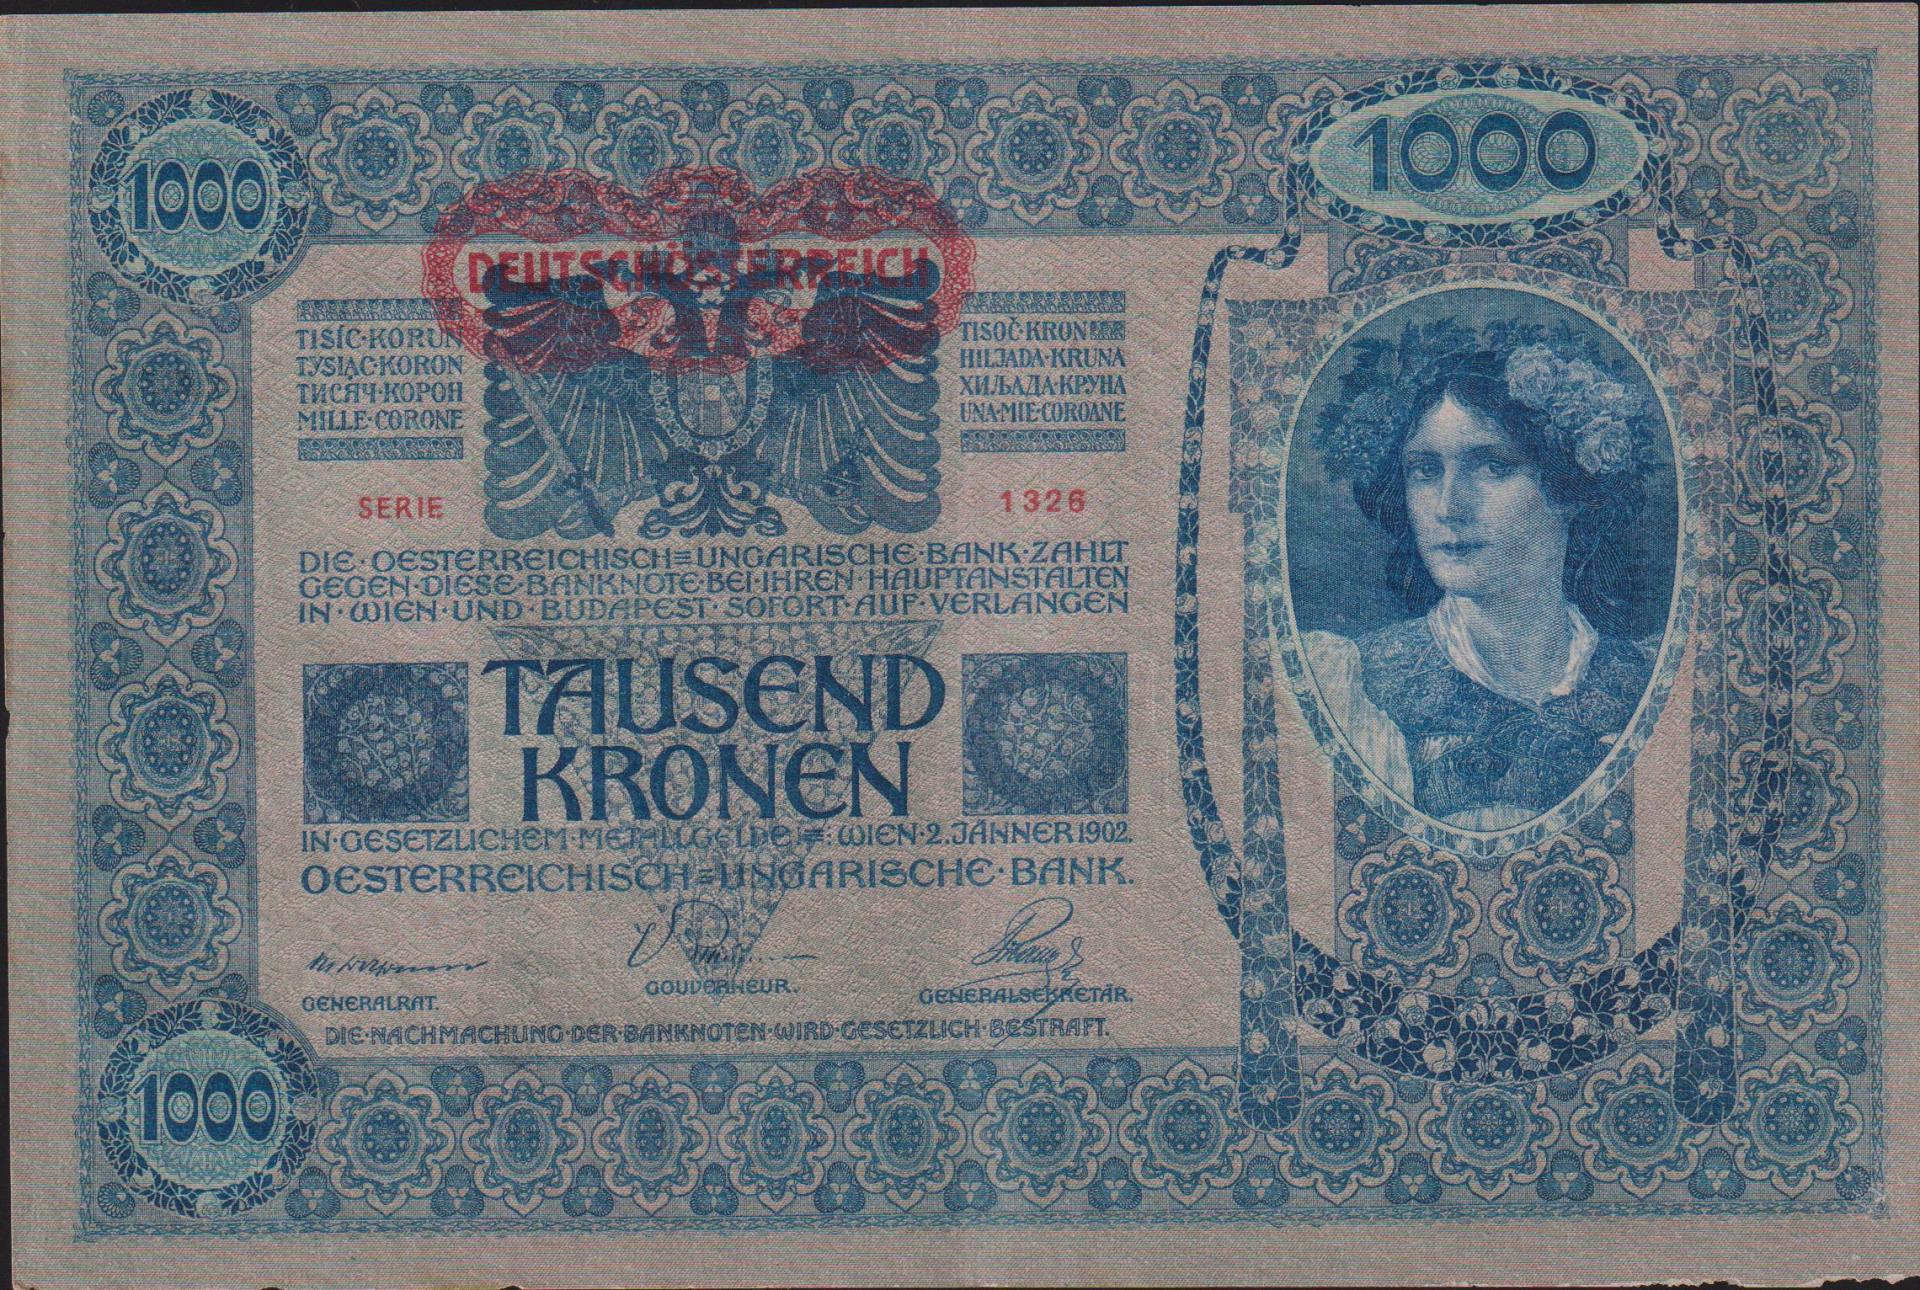 1000
1000
DEUTSCHÖSTERREICH
TISÍC·KORUN
TYSIĄC·KORON
ТИСЯЧ·КОРОН
MILLE·CORONE
TISOČ·KRON
HILJADA·KRUNA
ХИЉАДА·КРУНА
UNA·MIE·COROANE
SERIE
1326
DIE·OESTERREICHISCH=UNGARISCHE·BANK·ZAHLT
GEGEN·DIESE·BANKNOTE·BEI·IHREN·HAUPTANSTALTEN
IN·WIEN·UND·BUDAPEST·SOFORT·AUF·VERLANGEN
TAUSEND
KRONEN
IN·GESETZLICHEM·METALLGELDE·=:WIEN·2.JÄNNER 1902.
OESTERREICHISCH=UNGARISCHE·BANK.
GENERALRAT.
GOUVERNEUR.
GENERALSEKRETÄR.
DIE·NACHMACHUNG·DER·BANKNOTEN·WIRD·GESETZLICH·BESTRAFT.
1000